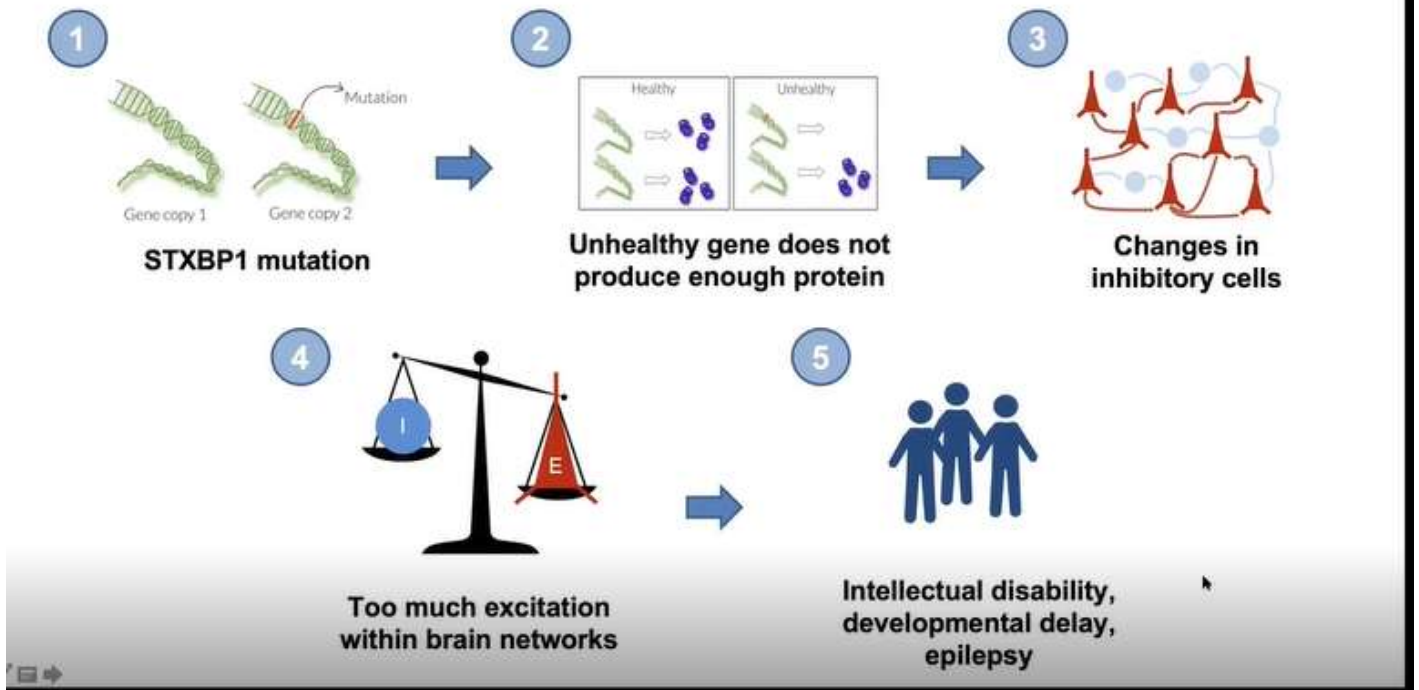 1
2
3
Mutation
Gene copy 1
Gene copy 2
STXBP1 mutation
Healthy
Unhealthy
Unhealthy gene does not
produce enough protein
Changes in
inhibitory cells
4
I
E
Too much excitation
within brain networks
5
Intellectual disability,
developmental delay,
epilepsy